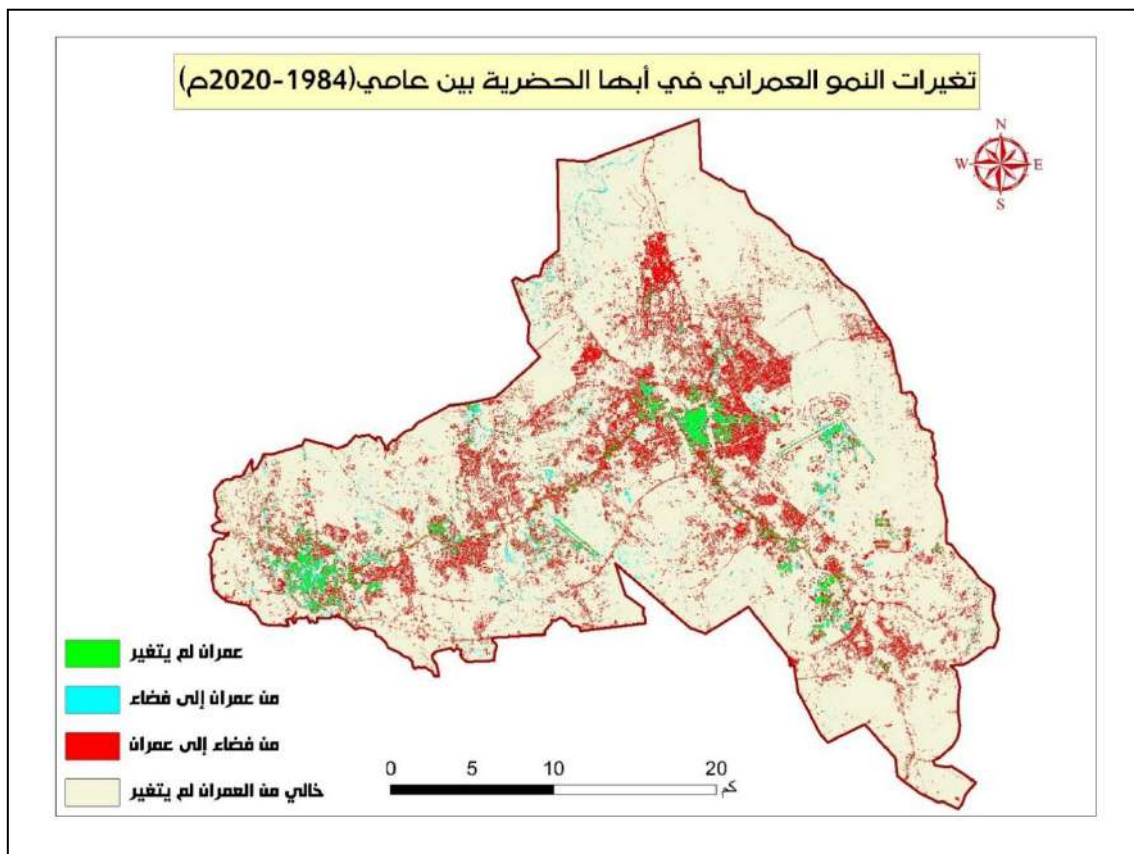 تغيرات النمو العمراني في أبها الحضرية بين عامي(1984-2020م)
N
W E
S
عمران لم يتغير
من عمران إلى فضاء
من فضاء إلى عمران
خالي من العمران لم يتغير
0 5 10 20
كم